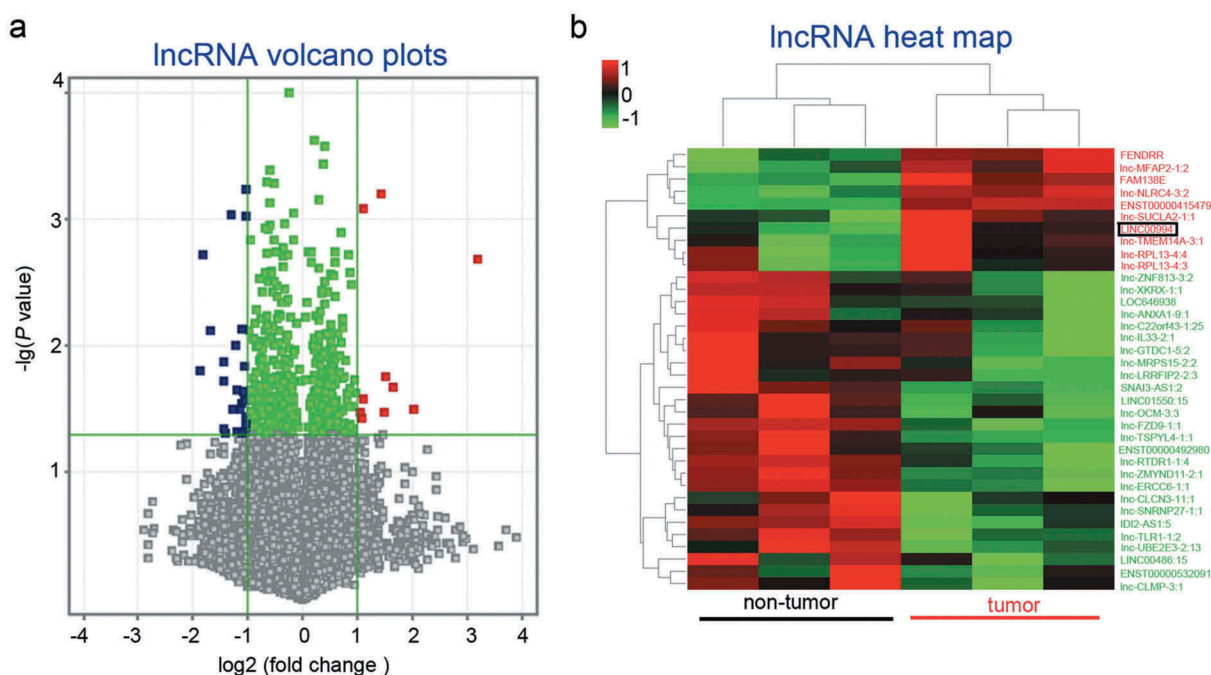 a
lncRNA volcano plots
4
3
2
1
-lg(P value)
-4
-3
-2
-1
0
1
2
3
4
log2 (fold change )
b
lncRNA heat map
1
0
-1
FENDRR
lnc-MFAP2-1:2
FAM138E
lnc-NLRC4-3:2
ENST00000415479
lnc-SUCLA2-1:1
LINC00994
lnc-TMEM14A-3:1
lnc-RPL13-4:4
lnc-RPL13-4:3
lnc-ZNF813-3:2
lnc-XKRX-1:1
LOC646938
lnc-ANXA1-9:1
lnc-C22orf43-1:25
lnc-IL33-2:1
lnc-GTDC1-5:2
lnc-MRPS15-2:2
lnc-LRRFIP2-2:3
SNAI3-AS1:2
LINC01550:15
lnc-OCM-3:3
lnc-FZD9-1:1
lnc-TSPYL4-1:1
ENST00000492980
lnc-RTDR1-1:4
lnc-ZMYND11-2:1
lnc-ERCC6-1:1
lnc-CLCN3-11:1
lnc-SNRNP27-1:1
IDI2-AS1:5
lnc-TLR1-1:2
lnc-UBE2E3-2:13
LINC00486:15
ENST00000532091
lnc-CLMP-3:1
non-tumor
tumor